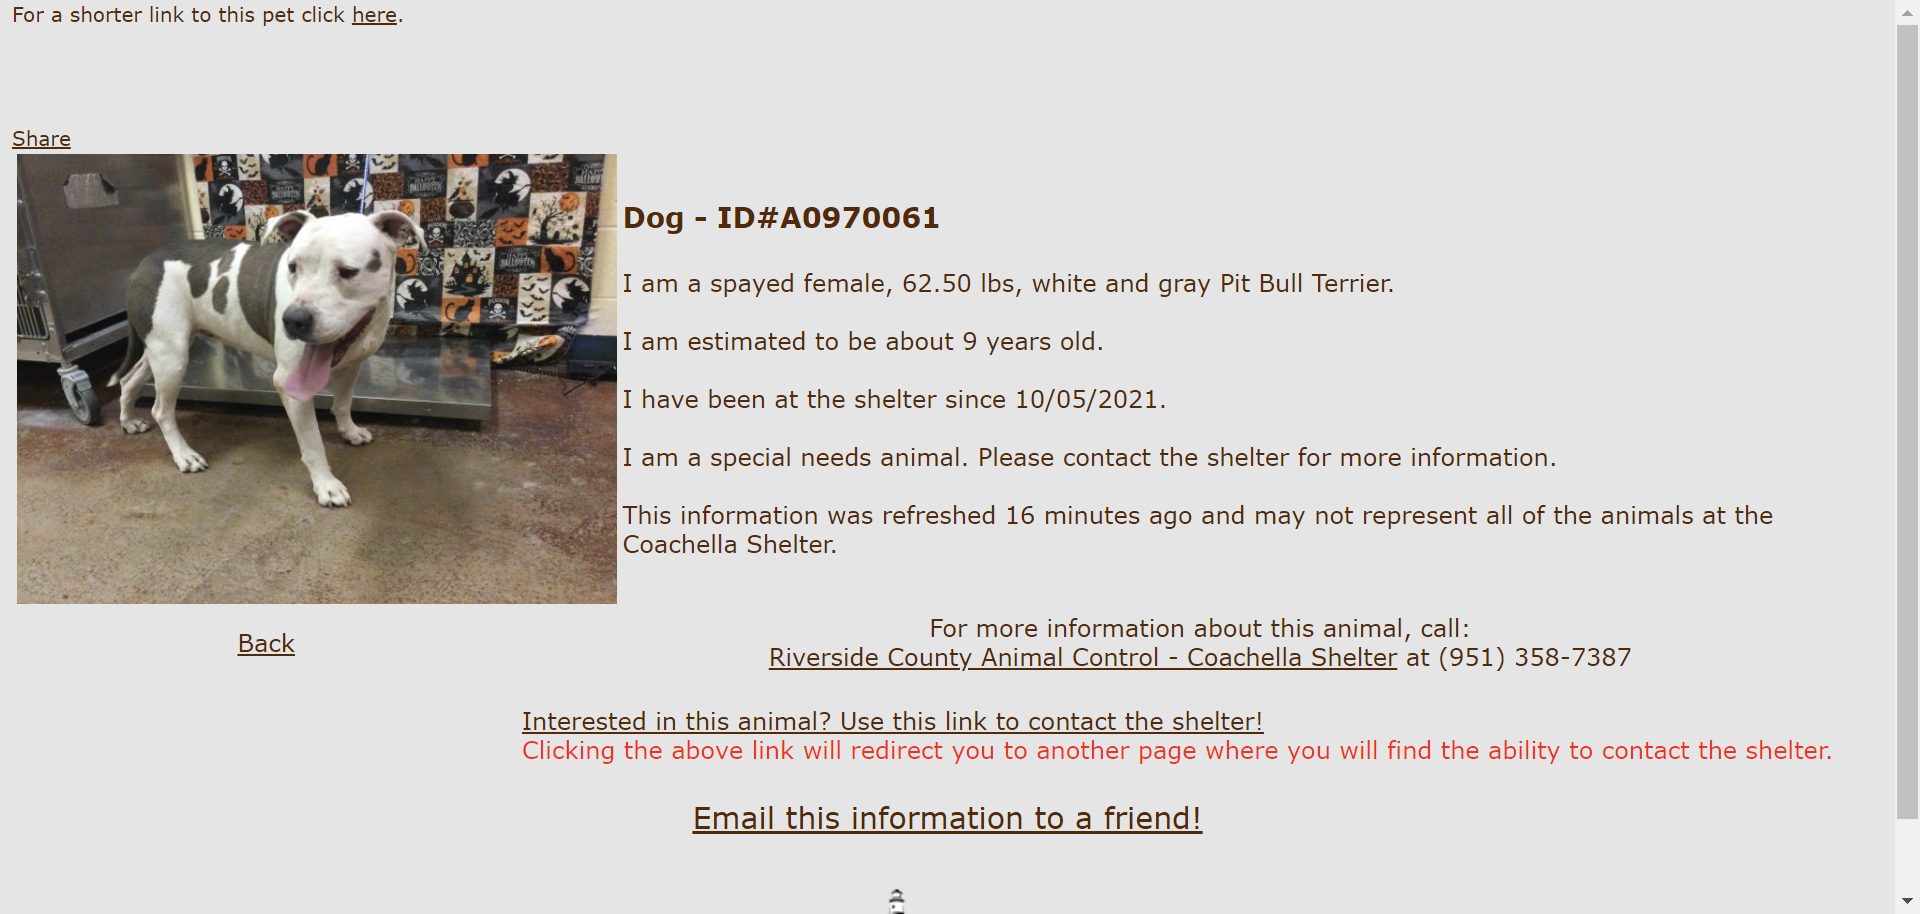 For a shorter link to this pet click here.
Share
Dog - ID#A0970061
I am a spayed female, 62.50 lbs, white and gray Pit Bull Terrier.
I am estimated to be about 9 years old.
I have been at the shelter since 10/05/2021.
I am a special needs animal. Please contact the shelter for more information.
This information was refreshed 16 minutes ago and may not represent all of the animals at the
Coachella Shelter.
Back
For more information about this animal, call:
Riverside County Animal Control - Coachella Shelter at (951) 358-7387
Interested in this animal? Use this link to contact the shelter!
Clicking the above link will redirect you to another page where you will find the ability to contact the shelter.
Email this information to a friend!